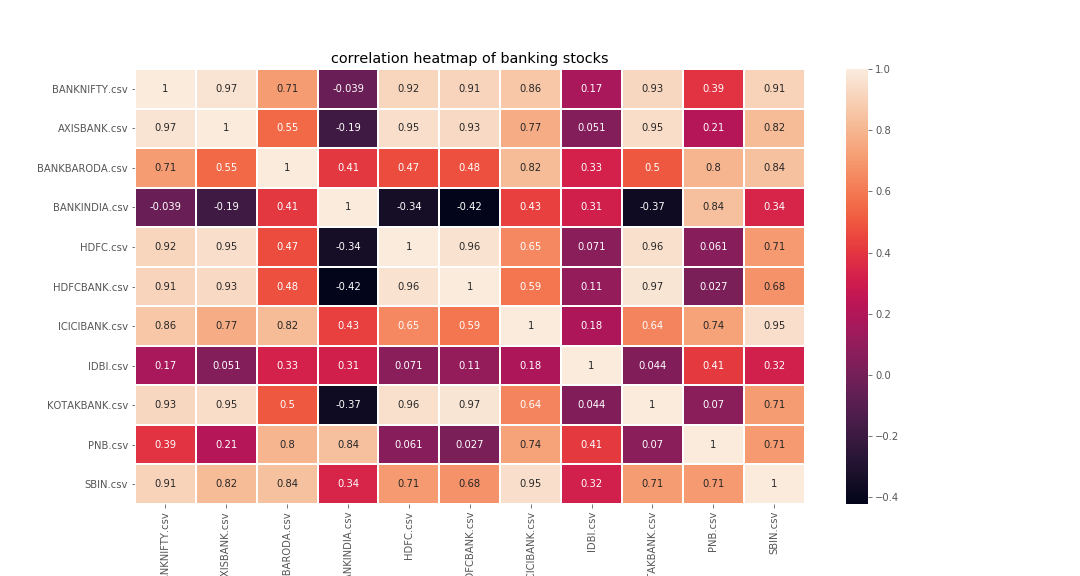 correlation heatmap of banking stocks
BANKNIFTY.csv 1 0.97 0.71 -0.039 0.92 0.91 0.86 0.17 0.93 0.39 0.91
AXISBANK.csv 0.97 1 0.55 -0.19 0.95 0.93 0.77 0.051 0.95 0.21 0.82
BANKBARODA.csv 0.71 0.55 1 0.41 0.47 0.48 0.82 0.33 0.5 0.8 0.84
BANKINDIA.csv -0.039 -0.19 0.41 1 -0.34 -0.42 0.43 0.31 -0.37 0.84 0.34
HDFC.csv 0.92 0.95 0.47 -0.34 1 0.96 0.65 0.071 0.96 0.061 0.71
HDFCBANK.csv 0.91 0.93 0.48 -0.42 0.96 1 0.59 0.11 0.97 0.027 0.68
ICICIBANK.csv 0.86 0.77 0.82 0.43 0.65 0.59 1 0.18 0.64 0.74 0.95
IDBI.csv 0.17 0.051 0.33 0.31 0.071 0.11 0.18 1 0.044 0.41 0.32
KOTAKBANK.csv 0.93 0.95 0.5 -0.37 0.96 0.97 0.64 0.044 1 0.07 0.71
PNB.csv 0.39 0.21 0.8 0.84 0.061 0.027 0.74 0.41 0.07 1 0.71
SBIN.csv 0.91 0.82 0.84 0.34 0.71 0.68 0.95 0.32 0.71 0.71 1
NKNIFTY.csv
XISBANK.csv
BARODA.csv
NKINDIA.csv
HDFC.csv
DFCBANK.csv
CICIBANK.csv
IDBI.csv
TAKBANK.csv
PNB.csv
SBIN.csv
1.0
0.8
0.6
0.4
0.2
0.0
−0.2
−0.4